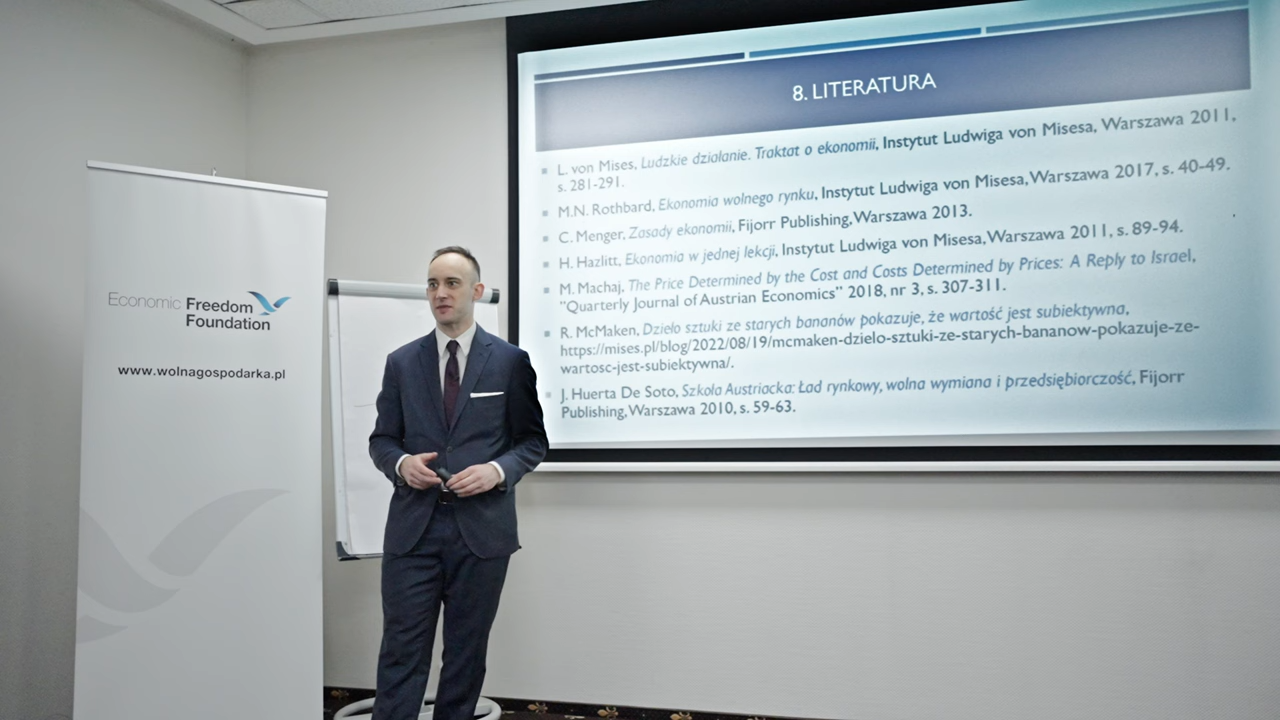 Economic Freedom
Foundation
www.wolnagospodarka.pl
8. LITERATURA
L. von Mises, Ludzkie działanie. Traktat o ekonomii, Instytut Ludwiga von Misesa, Warszawa 2011,
s. 281-291.
M.N. Rothbard, Ekonomia wolnego rynku, Instytut Ludwiga von Misesa, Warszawa 2017, s. 40-49.
C. Menger, Zasady ekonomii, Fijorr Publishing, Warszawa 2013.
H. Hazlitt, Ekonomia w jednej lekcji, Instytut Ludwiga von Misesa, Warszawa 2011, s. 89-94.
M. Machaj, The Price Determined by the Cost and Costs Determined by Prices: A Reply to Israel,
"Quarterly Journal of Austrian Economics" 2018, nr 3, s. 307-311.
R. McMaken, Dzieło sztuki ze starych bananów pokazuje, że wartość jest subiektywna,
https://mises.pl/blog/2022/08/19/mcmaken-dzielo-sztuki-ze-starych-bananow-pokazuje-ze-
wartosc-jest-subiektywna/.
J. Huerta De Soto, Szkoła Austriacka: Ład rynkowy, wolna wymiana i przedsiębiorczość, Fijorr
Publishing, Warszawa 2010, s. 59-63.